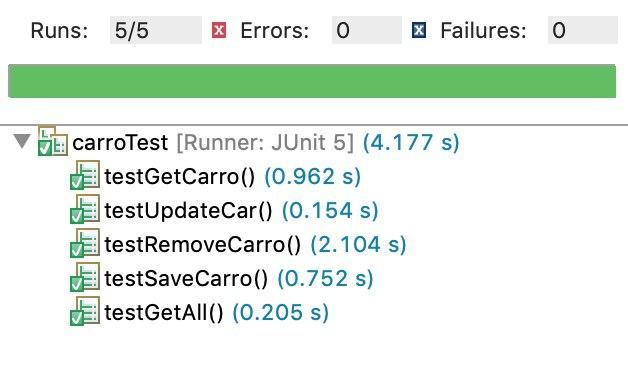 Runs: 5/5 Errors: 0 Failures: 0
carroTest [Runner: JUnit 5] (4.177 s)
testGetCarro() (0.962 s)
testUpdateCar() (0.154 s)
testRemoveCarro() (2.104 s)
testSaveCarro() (0.752 s)
testGetAll() (0.205 s)